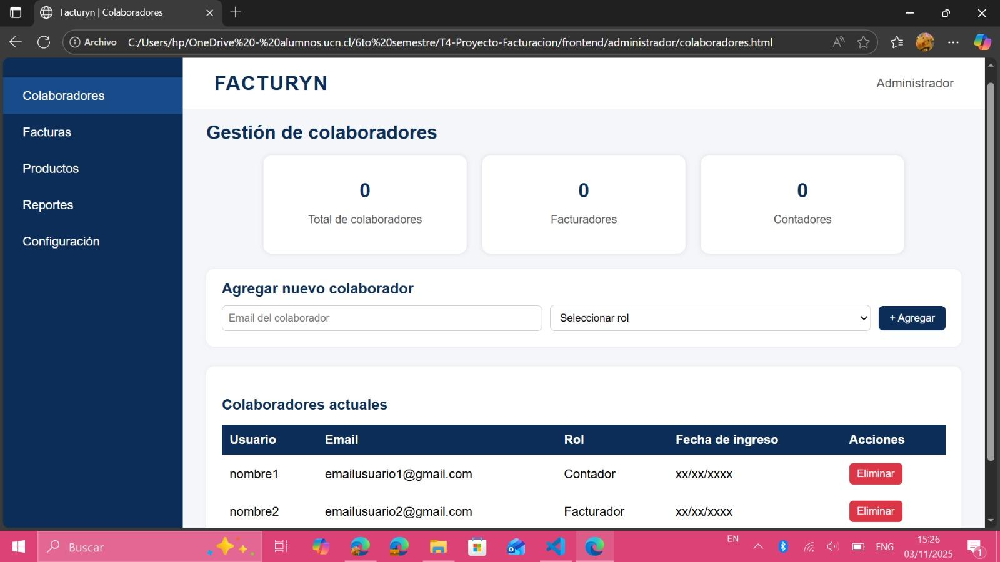 Facturyn | Colaboradores
Archivo C:/Users/hp/OneDrive%20-%20alumnos.ucn.cl/6to%20semestre/T4-Proyecto-Facturacion/frontend/administrador/colaboradores.html
Colaboradores
Facturas
Productos
Reportes
Configuración
FACTURYN
Administrador
Gestión de colaboradores
0
Total de colaboradores
0
Facturadores
0
Contadores
Agregar nuevo colaborador
Email del colaborador
Seleccionar rol
+ Agregar
Colaboradores actuales
Usuario Email Rol Fecha de ingreso Acciones
nombre1 emailusuario1@gmail.com Contador xx/xx/xxxx Eliminar
nombre2 emailusuario2@gmail.com Facturador xx/xx/xxxx Eliminar
Buscar
EN
ENG
15:26
03/11/2025
1